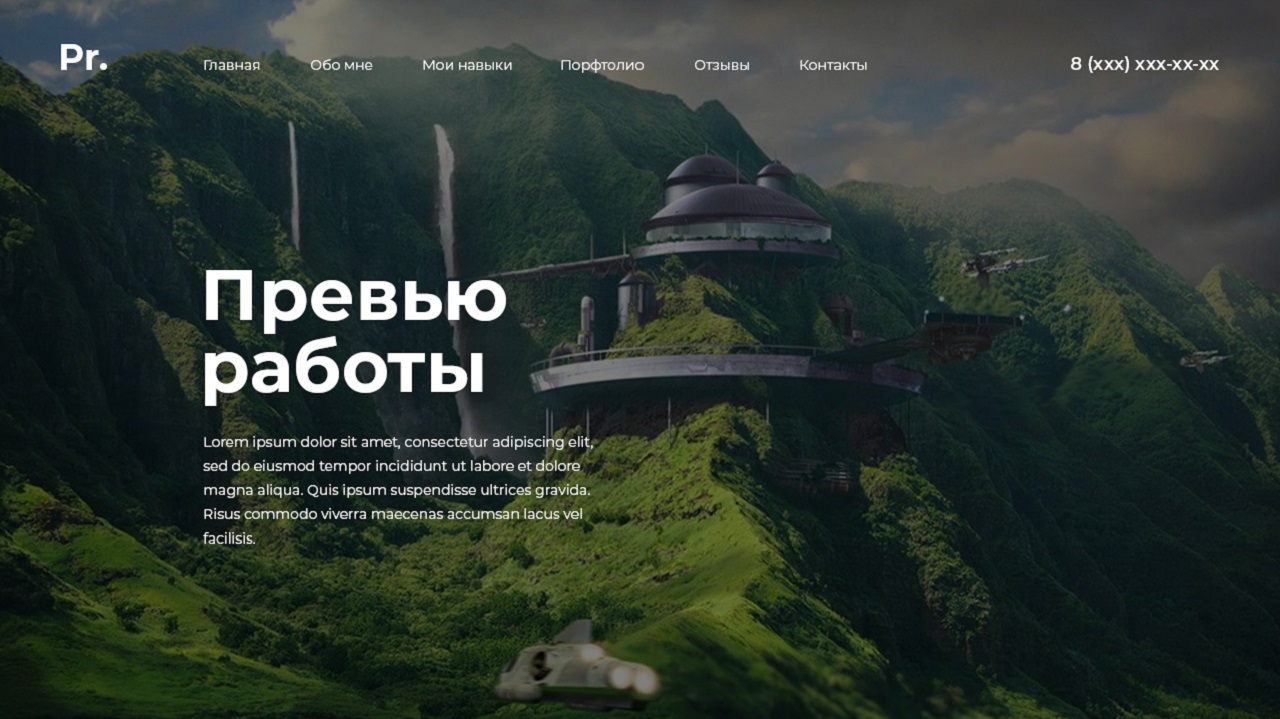 Pr.
Главная Обо мне Мои навыки Порфтолио Отзывы Контакты 8 (xxx) xxx-xx-xx
Превью
работы
Lorem ipsum dolor sit amet, consectetur adipiscing elit,
sed do eiusmod tempor incididunt ut labore et dolore
magna aliqua. Quis ipsum suspendisse ultrices gravida.
Risus commodo viverra maecenas accumsan lacus vel
facilisis.